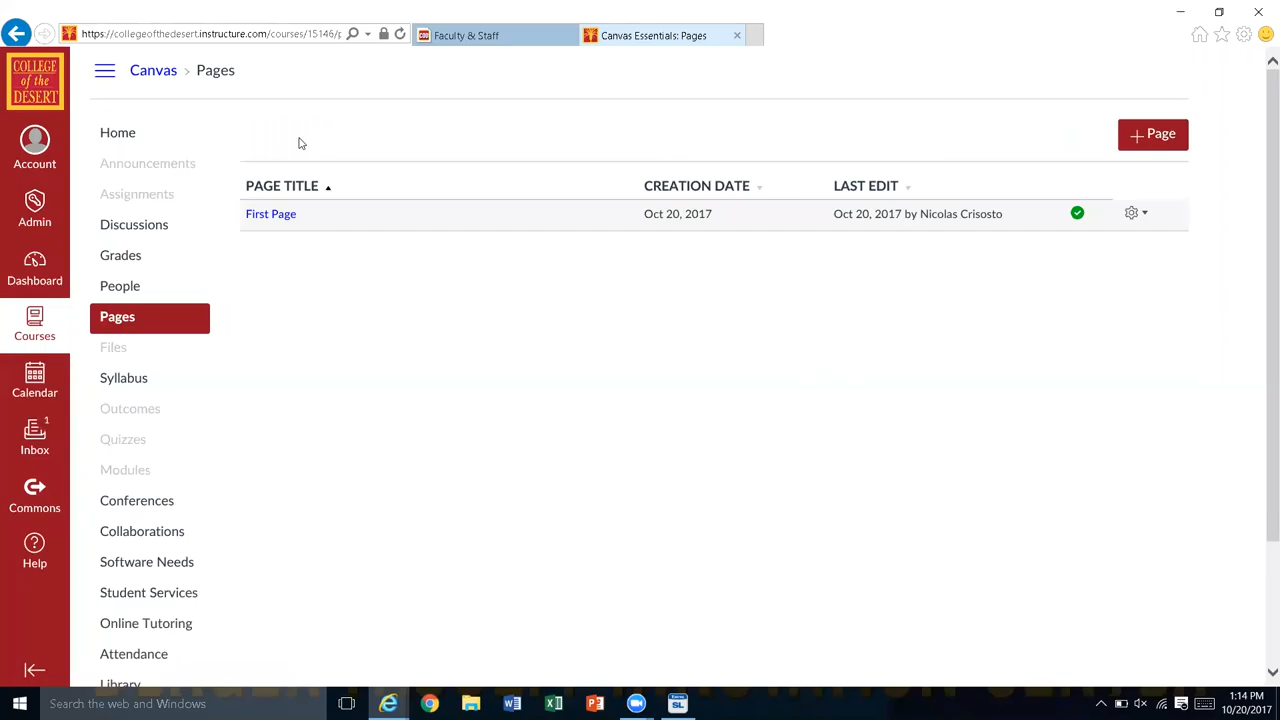 https://collegeofthedesert.instructure.com/courses/15146/p
Faculty & Staff
Canvas Essentials: Pages
COLLEGE
of the
DESERT
Canvas › Pages
Account
Admin
Dashboard
Courses
Calendar
1
Inbox
Commons
Help
Home
Announcements
Assignments
Discussions
Grades
People
Pages
Files
Syllabus
Outcomes
Quizzes
Modules
Conferences
Collaborations
Software Needs
Student Services
Online Tutoring
Attendance
Library
+ Page
PAGE TITLE CREATION DATE LAST EDIT
First Page Oct 20, 2017 Oct 20, 2017 by Nicolas Crisosto
Search the web and Windows
1:14 PM
10/20/2017